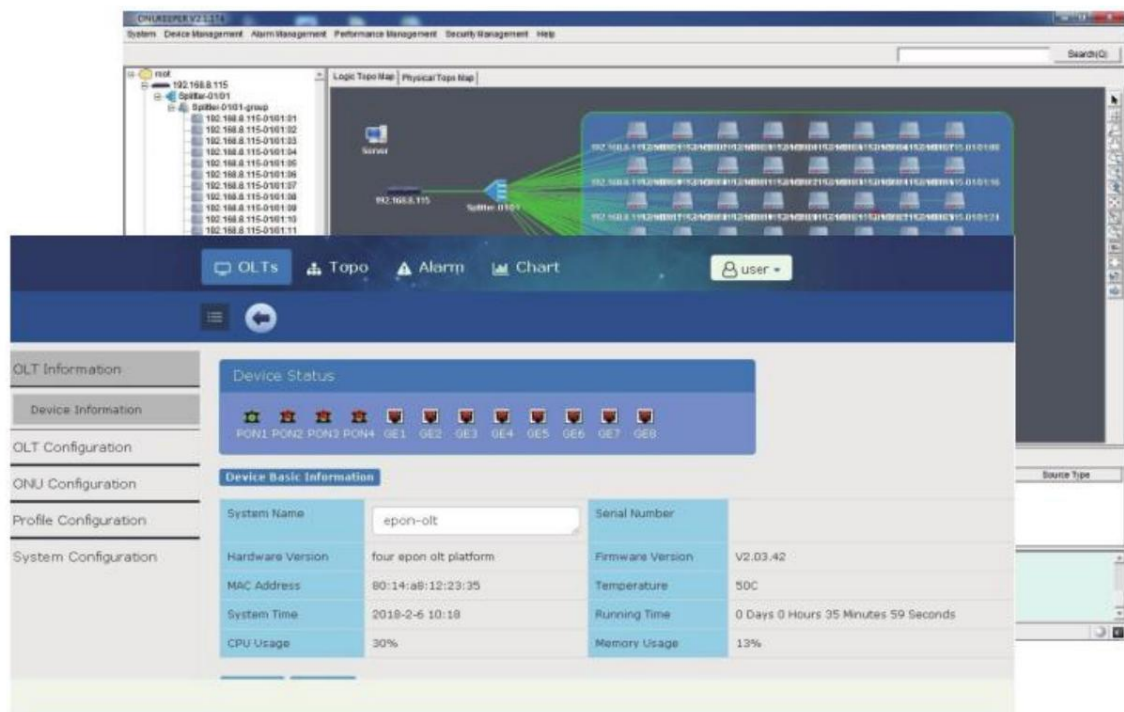 ONUKEEPER V2.1.174
System Device Management Alarm Management Performance Management Security Management Help
Search(Q)
root
192.168.8.115
Splitter-0101
Splitter-0101-group
192.168.8.115-0101:01
192.168.8.115-0101:02
192.168.8.115-0101:03
192.168.8.115-0101:04
192.168.8.115-0101:05
192.168.8.115-0101:06
192.168.8.115-0101:07
192.168.8.115-0101:08
192.168.8.115-0101:09
192.168.8.115-0101:10
192.168.8.115-0101:11
Logic Topo Map Physical Topo Map
Server
192.168.8.115
Splitter-0101
OLTs Topo Alarm Chart user
OLT Information
Device Information
OLT Configuration
ONU Configuration
Profile Configuration
System Configuration
Device Status
PON1 PON2 PON3 PON4 GE1 GE2 GE3 GE4 GE5 GE6 GE7 GE8
Device Basic Information
System Name epon-olt Serial Number
Hardware Version four epon olt platform Firmware Version V2.03.42
MAC Address 80:14:a8:12:23:35 Temperature 50C
System Time 2018-2-6 10:18 Running Time 0 Days 0 Hours 35 Minutes 59 Seconds
CPU Usage 30% Memory Usage 13%
Source Type